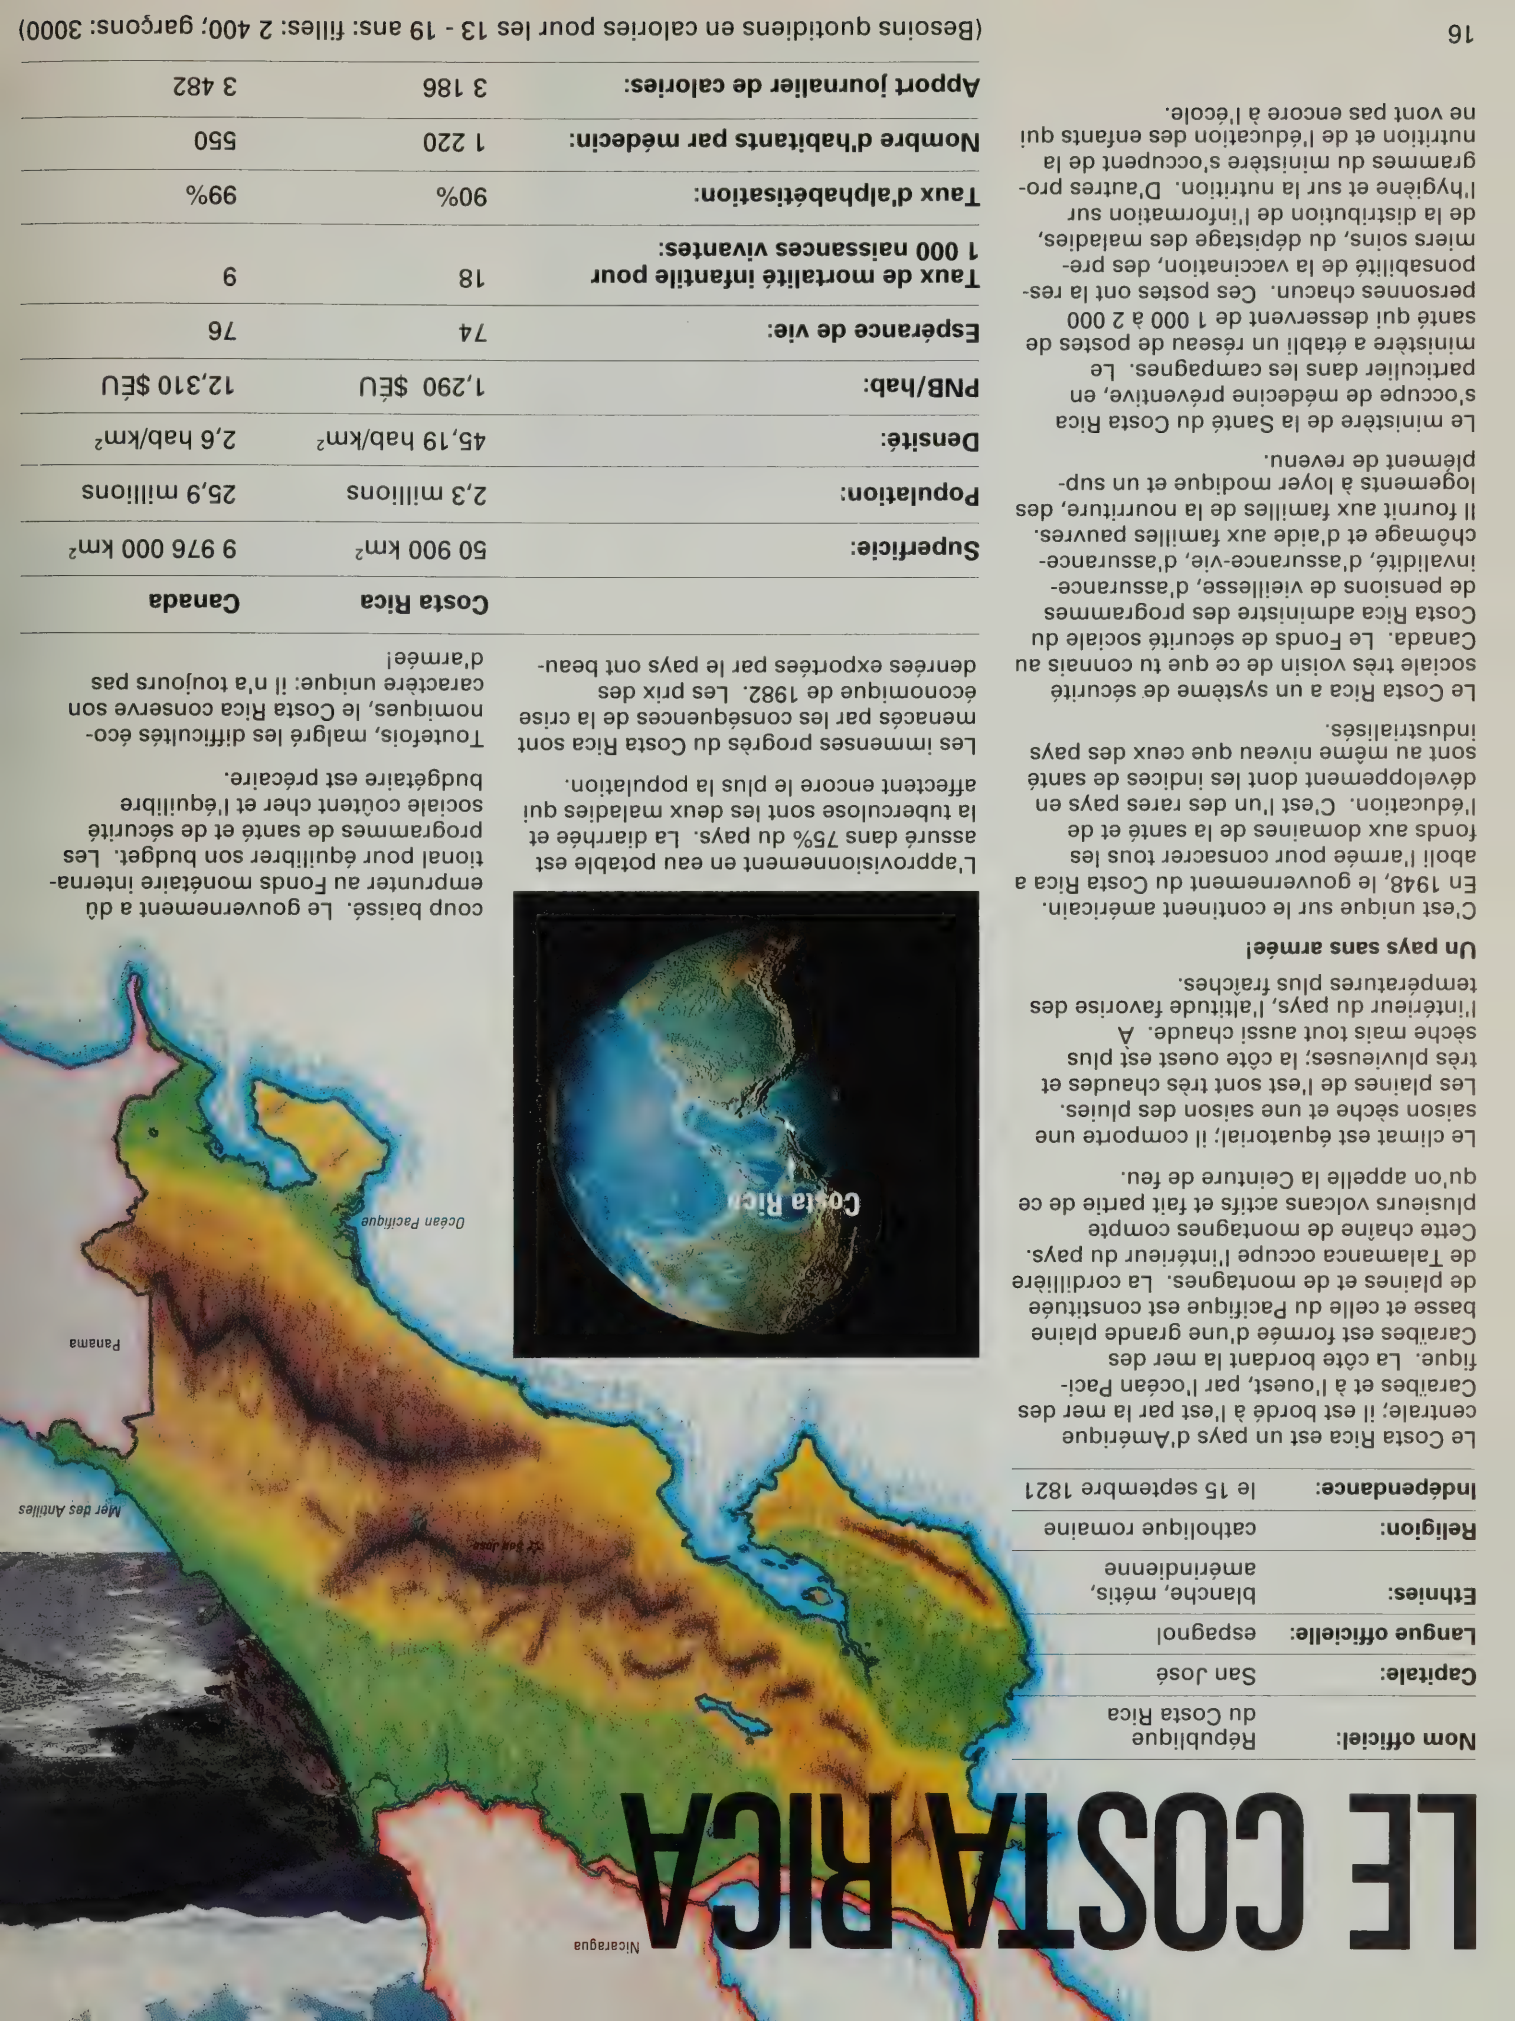 LE COSTA RICA
Nicaragua
Mer des Antilles
San José
Panama
Océan Pacifique
Nom officiel: République
du Costa Rica
Capitale: San José
Langue officielle: espagnol
Ethnies: blanche, métis,
amérindienne
Religion: catholique romaine
Indépendance: le 15 septembre 1821
Le Costa Rica est un pays d'Amérique
centrale; il est bordé à l'est par la mer des
Caraïbes et à l'ouest, par l'océan Paci-
fique. La côte bordant la mer des
Caraïbes est formée d'une grande plaine
basse et celle du Pacifique est constituée
de plaines et de montagnes. La cordillière
de Talamanca occupe l'intérieur du pays.
Cette chaîne de montagnes compte
plusieurs volcans actifs et fait partie de ce
qu'on appelle la Ceinture de feu.
Le climat est équatorial; il comporte une
saison sèche et une saison des pluies.
Les plaines de l'est sont très chaudes et
très pluvieuses; la côte ouest est plus
sèche mais tout aussi chaude. À
l'intérieur du pays, l'altitude favorise des
températures plus fraîches.
Un pays sans armée!
C'est unique sur le continent américain.
En 1948, le gouvernement du Costa Rica a
aboli l'armée pour consacrer tous les
fonds aux domaines de la santé et de
l'éducation. C'est l'un des rares pays en
développement dont les indices de santé
sont au même niveau que ceux des pays
industrialisés.
Le Costa Rica a un système de sécurité
sociale très voisin de ce que tu connais au
Canada. Le Fonds de sécurité sociale du
Costa Rica administre des programmes
de pensions de vieillesse, d'assurance-
invalidité, d'assurance-vie, d'assurance-
chômage et d'aide aux familles pauvres.
Il fournit aux familles de la nourriture, des
logements à loyer modique et un sup-
plément de revenu.
Le ministère de la Santé du Costa Rica
s'occupe de médecine préventive, en
particulier dans les campagnes. Le
ministère a établi un réseau de postes de
santé qui desservent de 1 000 à 2 000
personnes chacun. Ces postes ont la res-
ponsabilité de la vaccination, des pre-
miers soins, du dépistage des maladies,
de la distribution de l'information sur
l'hygiène et sur la nutrition. D'autres pro-
grammes du ministère s'occupent de la
nutrition et de l'éducation des enfants qui
ne vont pas encore à l'école.
Costa Rica
L'approvisionnement en eau potable est
assuré dans 75% du pays. La diarrhée et
la tuberculose sont les deux maladies qui
affectent encore le plus la population.
Les immenses progrès du Costa Rica sont
menacés par les conséquences de la crise
économique de 1982. Les prix des
denrées exportées par le pays ont beau-
coup baissé. Le gouvernement a dû
emprunter au Fonds monétaire interna-
tional pour équilibrer son budget. Les
programmes de santé et de sécurité
sociale coûtent cher et l'équilibre
budgétaire est précaire.
Toutefois, malgré les difficultés éco-
nomiques, le Costa Rica conserve son
caractère unique: il n'a toujours pas
d'armée!
Costa Rica Canada
Superficie: 50 900 km² 9 976 000 km²
Population: 2,3 millions 25,9 millions
Densité: 45,19 hab/km² 2,6 hab/km²
PNB/hab: 1,290 $ÉU 12,310 $ÉU
Espérance de vie: 74 76
Taux de mortalité infantile pour 18 9
1 000 naissances vivantes:
Taux d'alphabétisation: 90% 99%
Nombre d'habitants par médecin: 1 220 550
Apport journalier de calories: 3 186 3 482
(Besoins quotidiens en calories pour les 13 - 19 ans: filles: 2 400; garçons: 3000)
16